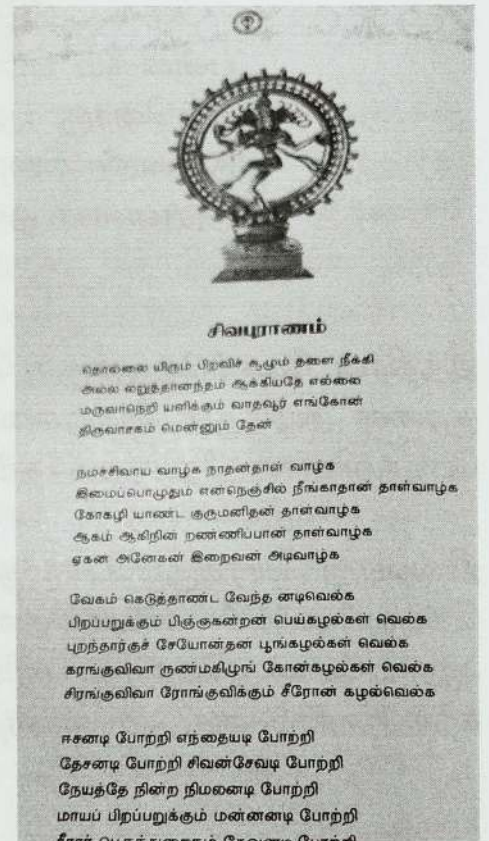 சிவபுராணம்
தொல்லை யிரும் பிறவிச் சூழும் தளை நீக்கி
அல்ல லறுத்தானந்தம் ஆக்கியதே எல்லை
மருவாநெறி யளிக்கும் வாதவூர் எங்கோன்
திருவாசகம் மென்னும் தேன்
நமச்சிவாய வாழ்க நாதன்தாள் வாழ்க
இமைப்பொழுதும் என்நெஞ்சில் நீங்காதான் தாள்வாழ்க
கோகழி யாண்ட குருமனிதன் தாள்வாழ்க
ஆகம் ஆகிநின் றண்ணிப்பான் தாள்வாழ்க
ஏகன் அனேகன் இறைவன் அடிவாழ்க
வேகம் கெடுத்தாண்ட வேந்த னடிவெல்க
பிறப்பறுக்கும் பிஞ்ஞகன்றன் பெய்கழல்கள் வெல்க
புறந்தார்குச் சேயோன்தன பூங்கழல்கள் வெல்க
கரங்குவிவா ருண்மகிழுங் கோன்கழல்கள் வெல்க
சிரங்குவிவா ரோங்குவிக்கும் சீரோன் கழல்வெல்க
ஈசனடி போற்றி எந்தையடி போற்றி
தேசனடி போற்றி சிவன்சேவடி போற்றி
நேயத்தே நின்ற நிமலனடி போற்றி
மாயப் பிறப்பறுக்கும் மன்னனடி போற்றி